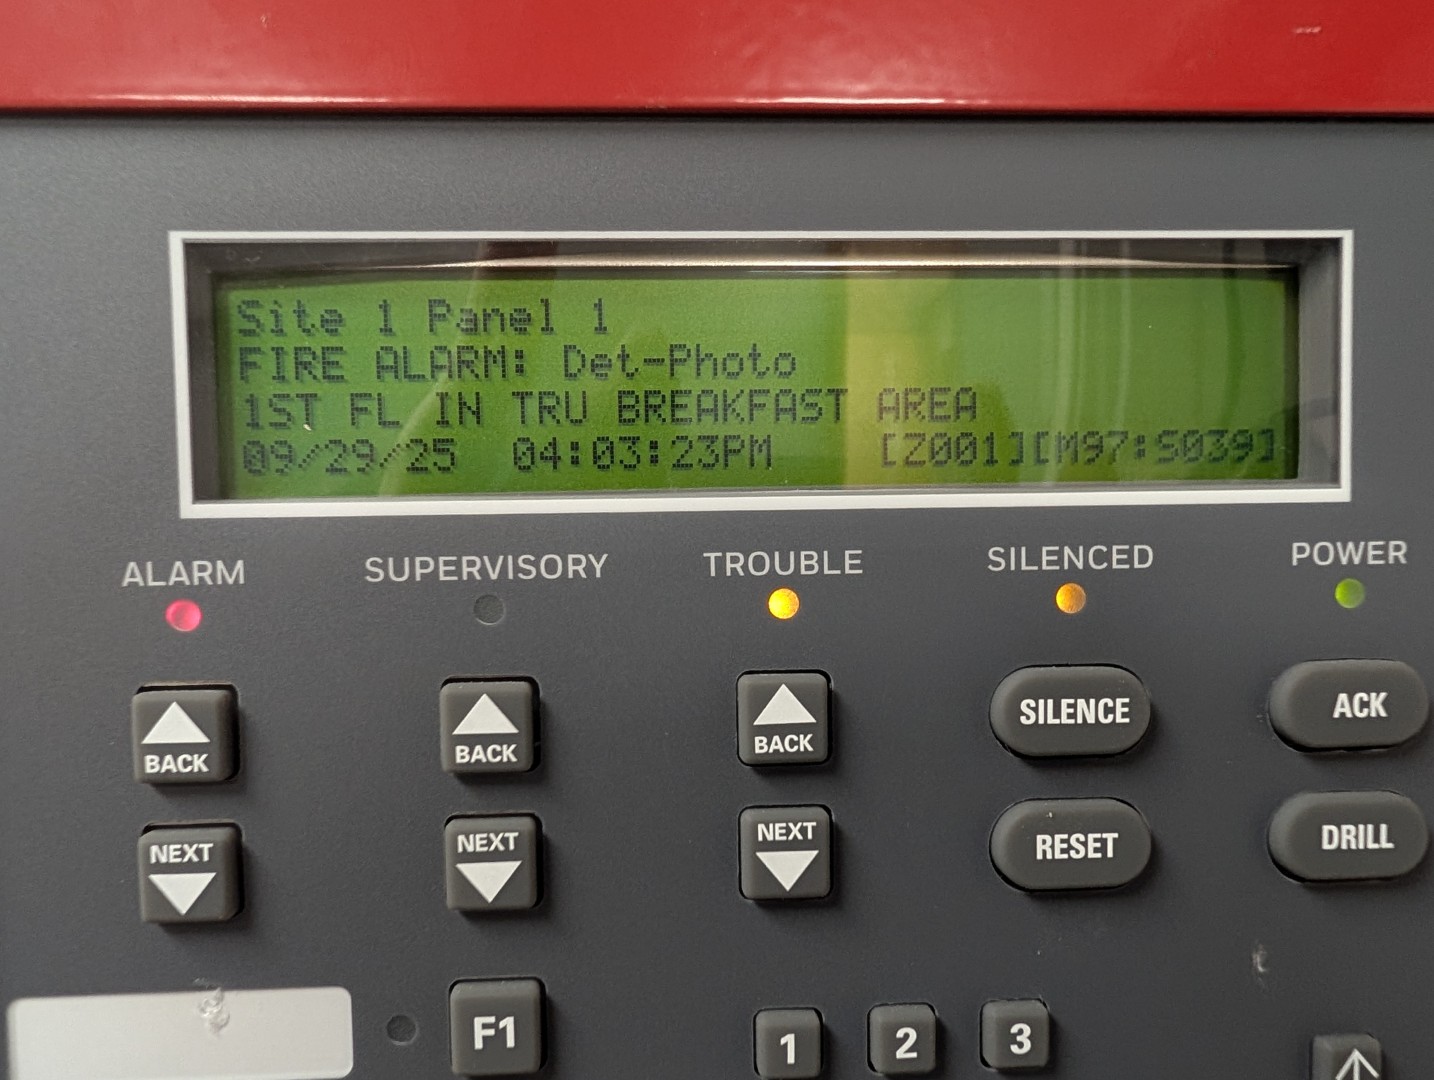 Site 1 Panel 1
FIRE ALARM: Det-Photo
1ST FL IN TRU BREAKFAST AREA
09/29/25 04:03:23PM [Z001][M97:S039]
ALARM SUPERVISORY TROUBLE SILENCED POWER
BACK BACK BACK SILENCE ACK
NEXT NEXT NEXT RESET DRILL
F1 1 2 3